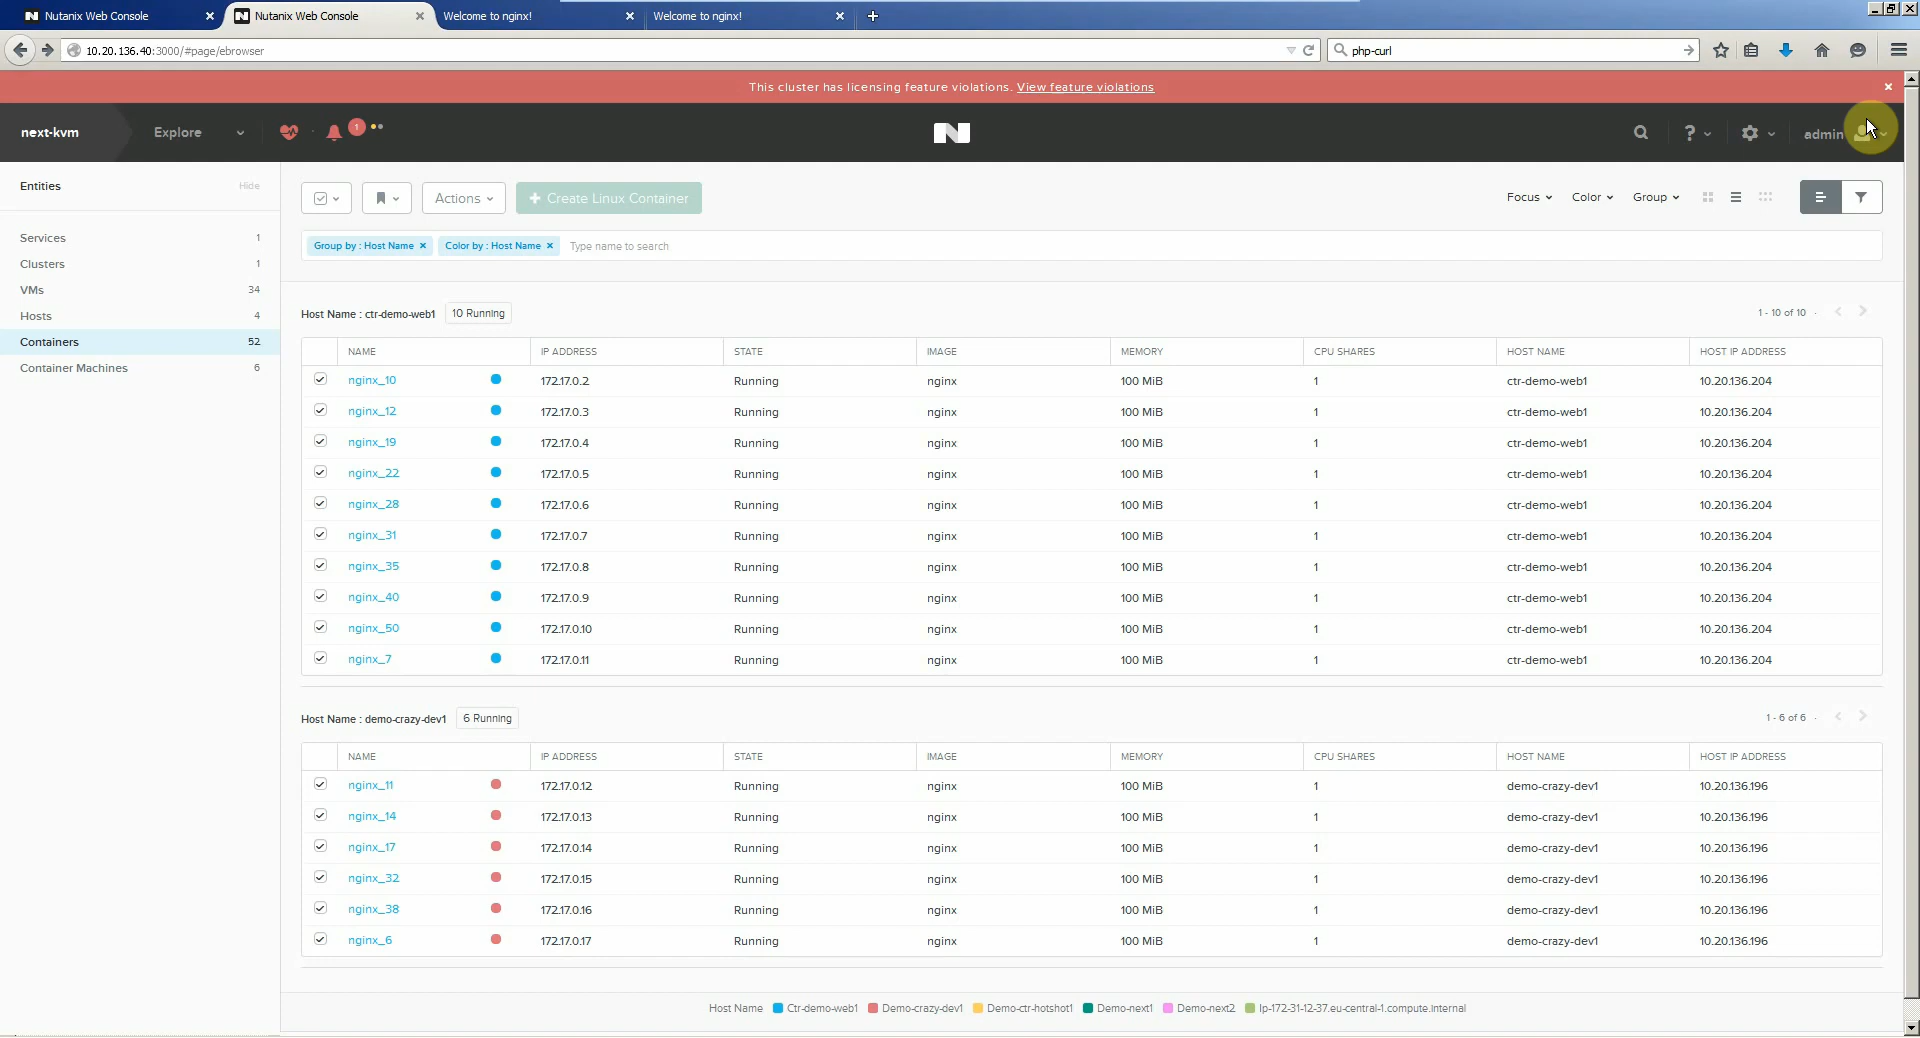 Nutanix Web Console
Nutanix Web Console
Welcome to nginx!
Welcome to nginx!
10.20.136.40:3000/#page/ebrowser
php-curl
This cluster has licensing feature violations. View feature violations
next-kvm
Explore
1
?
admin
Entities Hide
Services 1
Clusters 1
VMs 34
Hosts 4
Containers 52
Container Machines 6
Actions
+ Create Linux Container
Focus
Color
Group
Group by : Host Name ×
Color by : Host Name ×
Type name to search
Host Name : ctr-demo-web1 10 Running 1 - 10 of 10
NAME IP ADDRESS STATE IMAGE MEMORY CPU SHARES HOST NAME HOST IP ADDRESS
nginx_10 172.17.0.2 Running nginx 100 MiB 1 ctr-demo-web1 10.20.136.204
nginx_12 172.17.0.3 Running nginx 100 MiB 1 ctr-demo-web1 10.20.136.204
nginx_19 172.17.0.4 Running nginx 100 MiB 1 ctr-demo-web1 10.20.136.204
nginx_22 172.17.0.5 Running nginx 100 MiB 1 ctr-demo-web1 10.20.136.204
nginx_28 172.17.0.6 Running nginx 100 MiB 1 ctr-demo-web1 10.20.136.204
nginx_31 172.17.0.7 Running nginx 100 MiB 1 ctr-demo-web1 10.20.136.204
nginx_35 172.17.0.8 Running nginx 100 MiB 1 ctr-demo-web1 10.20.136.204
nginx_40 172.17.0.9 Running nginx 100 MiB 1 ctr-demo-web1 10.20.136.204
nginx_50 172.17.0.10 Running nginx 100 MiB 1 ctr-demo-web1 10.20.136.204
nginx_7 172.17.0.11 Running nginx 100 MiB 1 ctr-demo-web1 10.20.136.204
Host Name : demo-crazy-dev1 6 Running 1 - 6 of 6
NAME IP ADDRESS STATE IMAGE MEMORY CPU SHARES HOST NAME HOST IP ADDRESS
nginx_11 172.17.0.12 Running nginx 100 MiB 1 demo-crazy-dev1 10.20.136.196
nginx_14 172.17.0.13 Running nginx 100 MiB 1 demo-crazy-dev1 10.20.136.196
nginx_17 172.17.0.14 Running nginx 100 MiB 1 demo-crazy-dev1 10.20.136.196
nginx_32 172.17.0.15 Running nginx 100 MiB 1 demo-crazy-dev1 10.20.136.196
nginx_38 172.17.0.16 Running nginx 100 MiB 1 demo-crazy-dev1 10.20.136.196
nginx_6 172.17.0.17 Running nginx 100 MiB 1 demo-crazy-dev1 10.20.136.196
Host Name Ctr-demo-web1 Demo-crazy-dev1 Demo-ctr-hotshot1 Demo-next1 Demo-next2 Ip-172-31-12-37.eu-central-1.compute.internal